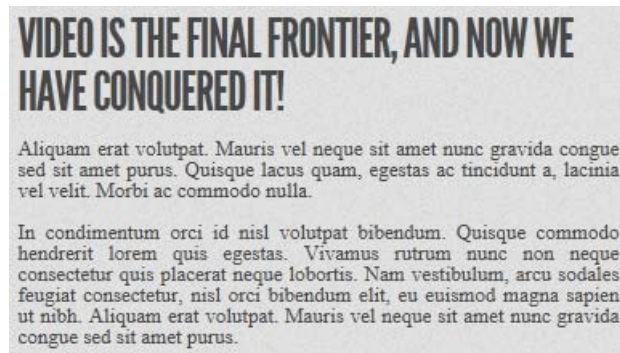 VIDEO IS THE FINAL FRONTIER, AND NOW WE
HAVE CONQUERED IT!
Aliquam erat volutpat. Mauris vel neque sit amet nunc gravida congue
sed sit amet purus. Quisque lacus quam, egestas ac tincidunt a, lacinia
vel velit. Morbi ac commodo nulla.
In condimentum orci id nisl volutpat bibendum. Quisque commodo
hendrerit lorem quis egestas. Vivamus rutrum nunc non neque
consectetur quis placerat neque lobortis. Nam vestibulum, arcu sodales
feugiat consectetur, nisl orci bibendum elit, eu euismod magna sapien
ut nibh. Aliquam erat volutpat. Mauris vel neque sit amet nunc gravida
congue sed sit amet purus.